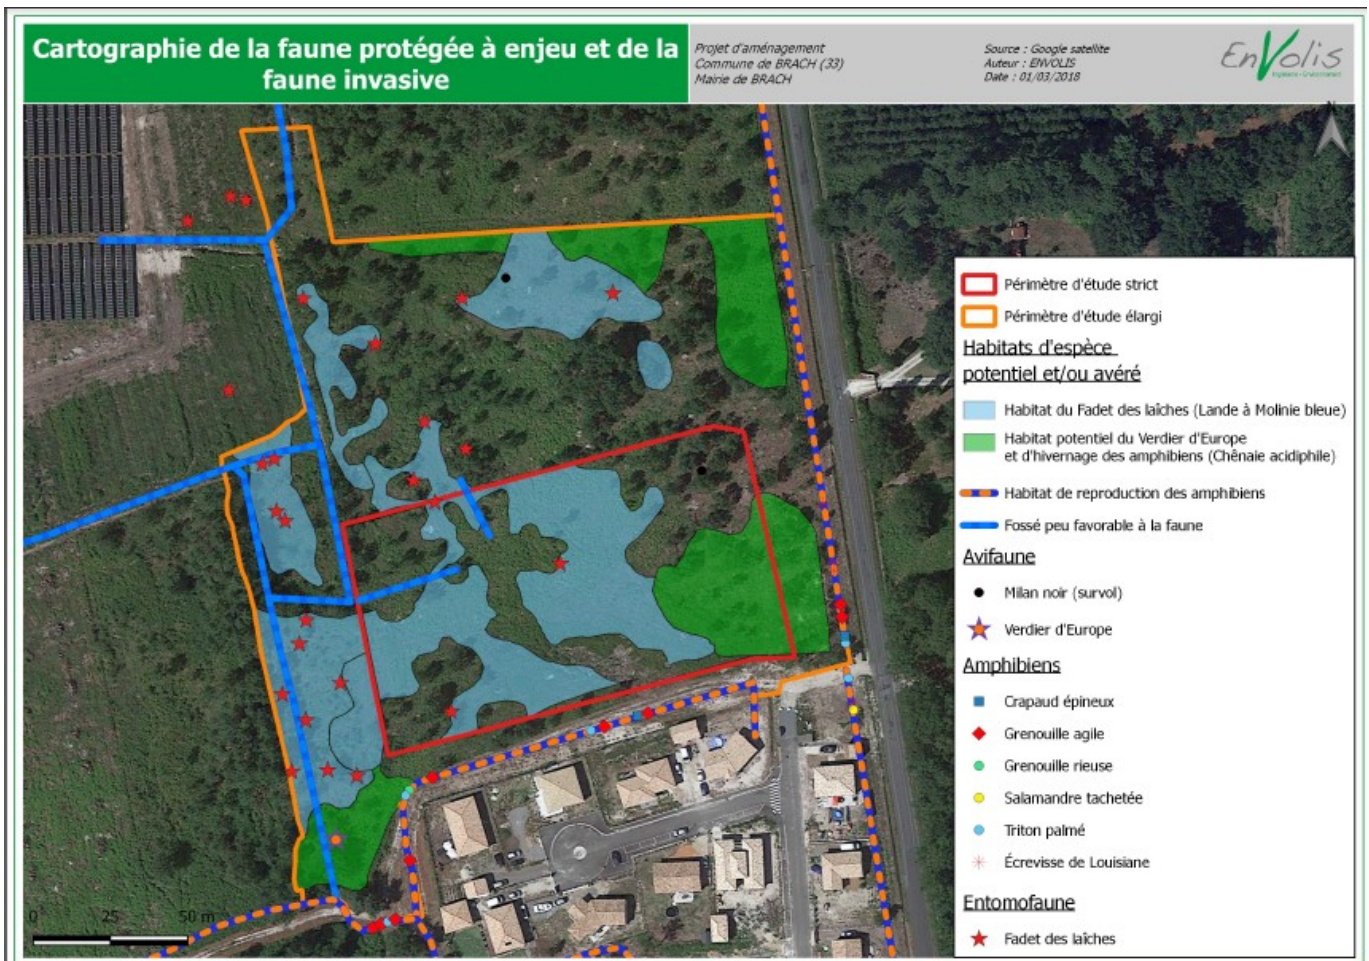 Cartographie de la faune protégée à enjeu et de la
faune invasive
Projet d'aménagement
Commune de BRACH (33)
Mairie de BRACH
Source : Google satellite
Auteur : ENVOLIS
Date : 01/03/2018
EnVolis
N
Périmètre d'étude strict
Périmètre d'étude élargi
Habitats d'espèce
potentiel et/ou avéré
Habitat du Fadet des laîches (Lande à Molinie bleue)
Habitat potentiel du Verdier d'Europe
et d'hivernage des amphibiens (Chênaie acidiphile)
Habitat de reproduction des amphibiens
Fossé peu favorable à la faune
Avifaune
Milan noir (survol)
Verdier d'Europe
Amphibiens
Crapaud épineux
Grenouille agile
Grenouille rieuse
Salamandre tachetée
Triton palmé
Écrevisse de Louisiane
Entomofaune
Fadet des laîches
0 25 50 m